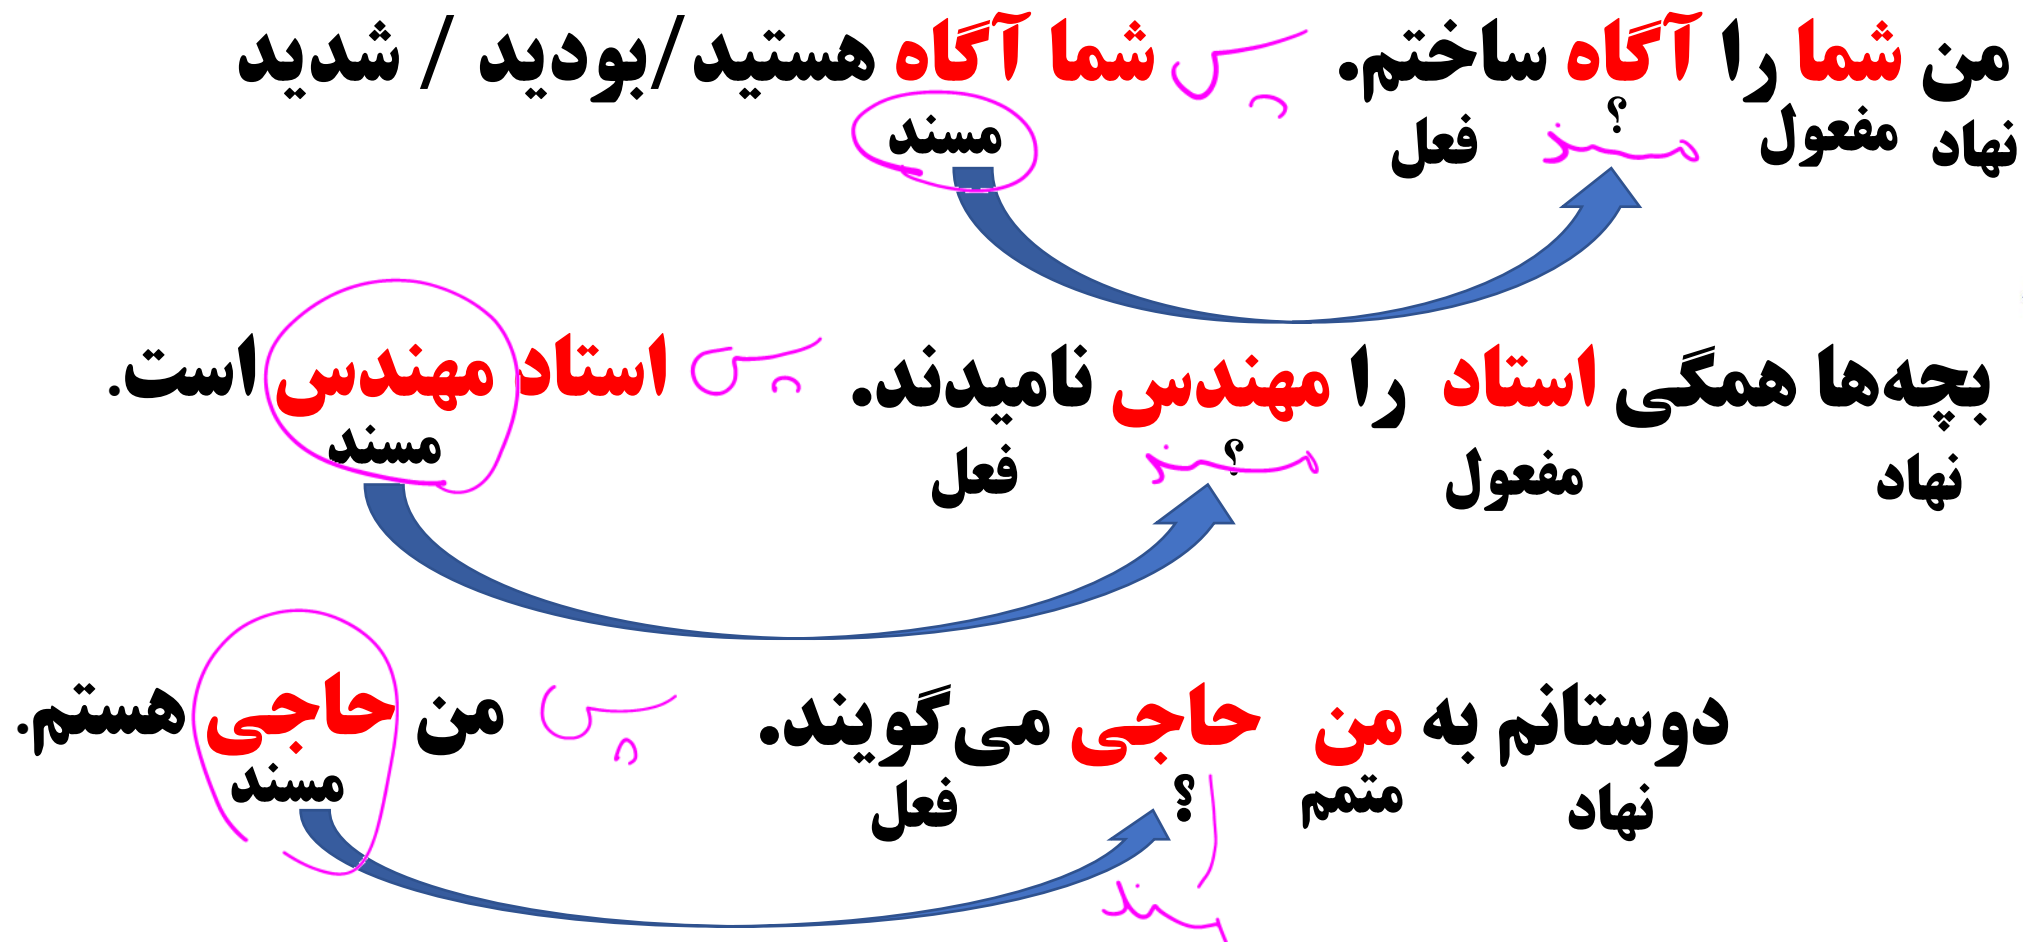 من شما را آگاه ساختم. پس شما آگاه هستید/بودید / شدید
نهاد مفعول ؟ مسند فعل مسند
بچه‌ها همگی استاد را مهندس نامیدند. پس استاد مهندس است.
نهاد مفعول ؟ مسند فعل مسند
دوستانم به من حاجی می‌گویند. پس من حاجی هستم.
نهاد متمم ؟ فعل مسند
مسند